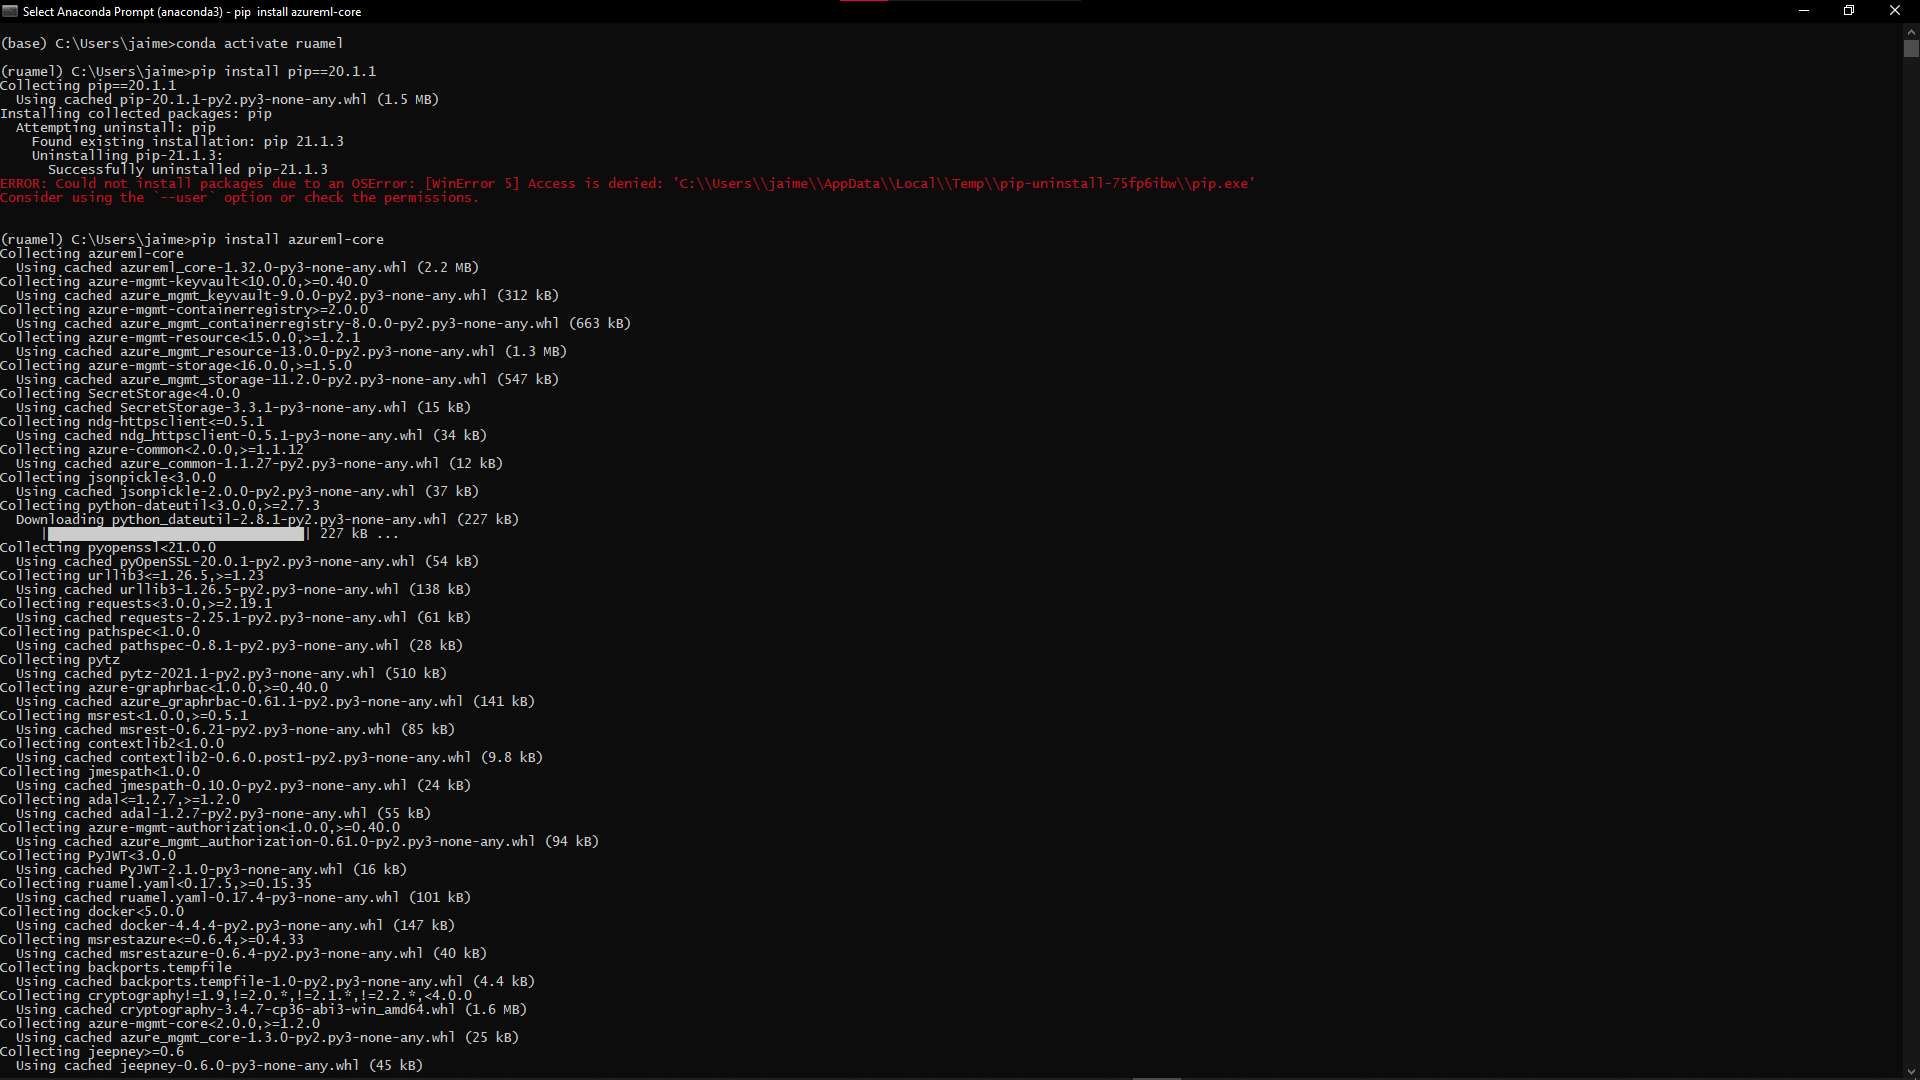 Select Anaconda Prompt (anaconda3) - pip  install azureml-core
(base) C:\Users\jaime>conda activate ruamel
(ruamel) C:\Users\jaime>pip install pip==20.1.1
Collecting pip==20.1.1
  Using cached pip-20.1.1-py2.py3-none-any.whl (1.5 MB)
Installing collected packages: pip
  Attempting uninstall: pip
    Found existing installation: pip 21.1.3
    Uninstalling pip-21.1.3:
      Successfully uninstalled pip-21.1.3
ERROR: Could not install packages due to an OSError: [WinError 5] Access is denied: 'C:\\Users\\jaime\\AppData\\Local\\Temp\\pip-uninstall-75fp6ibw\\pip.exe'
Consider using the `--user` option or check the permissions.
(ruamel) C:\Users\jaime>pip install azureml-core
Collecting azureml-core
  Using cached azureml_core-1.32.0-py3-none-any.whl (2.2 MB)
Collecting azure-mgmt-keyvault<10.0.0,>=0.40.0
  Using cached azure_mgmt_keyvault-9.0.0-py2.py3-none-any.whl (312 kB)
Collecting azure-mgmt-containerregistry>=2.0.0
  Using cached azure_mgmt_containerregistry-8.0.0-py2.py3-none-any.whl (663 kB)
Collecting azure-mgmt-resource<15.0.0,>=1.2.1
  Using cached azure_mgmt_resource-13.0.0-py2.py3-none-any.whl (1.3 MB)
Collecting azure-mgmt-storage<16.0.0,>=1.5.0
  Using cached azure_mgmt_storage-11.2.0-py2.py3-none-any.whl (547 kB)
Collecting SecretStorage<4.0.0
  Using cached SecretStorage-3.3.1-py3-none-any.whl (15 kB)
Collecting ndg-httpsclient<=0.5.1
  Using cached ndg_httpsclient-0.5.1-py3-none-any.whl (34 kB)
Collecting azure-common<2.0.0,>=1.1.12
  Using cached azure_common-1.1.27-py2.py3-none-any.whl (12 kB)
Collecting jsonpickle<3.0.0
  Using cached jsonpickle-2.0.0-py2.py3-none-any.whl (37 kB)
Collecting python-dateutil<3.0.0,>=2.7.3
  Downloading python_dateutil-2.8.1-py2.py3-none-any.whl (227 kB)
     |████████████████████████████████| 227 kB ...
Collecting pyopenssl<21.0.0
  Using cached pyOpenSSL-20.0.1-py2.py3-none-any.whl (54 kB)
Collecting urllib3<=1.26.5,>=1.23
  Using cached urllib3-1.26.5-py2.py3-none-any.whl (138 kB)
Collecting requests<3.0.0,>=2.19.1
  Using cached requests-2.25.1-py2.py3-none-any.whl (61 kB)
Collecting pathspec<1.0.0
  Using cached pathspec-0.8.1-py2.py3-none-any.whl (28 kB)
Collecting pytz
  Using cached pytz-2021.1-py2.py3-none-any.whl (510 kB)
Collecting azure-graphrbac<1.0.0,>=0.40.0
  Using cached azure_graphrbac-0.61.1-py2.py3-none-any.whl (141 kB)
Collecting msrest<1.0.0,>=0.5.1
  Using cached msrest-0.6.21-py2.py3-none-any.whl (85 kB)
Collecting contextlib2<1.0.0
  Using cached contextlib2-0.6.0.post1-py2.py3-none-any.whl (9.8 kB)
Collecting jmespath<1.0.0
  Using cached jmespath-0.10.0-py2.py3-none-any.whl (24 kB)
Collecting adal<=1.2.7,>=1.2.0
  Using cached adal-1.2.7-py2.py3-none-any.whl (55 kB)
Collecting azure-mgmt-authorization<1.0.0,>=0.40.0
  Using cached azure_mgmt_authorization-0.61.0-py2.py3-none-any.whl (94 kB)
Collecting PyJWT<3.0.0
  Using cached PyJWT-2.1.0-py3-none-any.whl (16 kB)
Collecting ruamel.yaml<0.17.5,>=0.15.35
  Using cached ruamel.yaml-0.17.4-py3-none-any.whl (101 kB)
Collecting docker<5.0.0
  Using cached docker-4.4.4-py2.py3-none-any.whl (147 kB)
Collecting msrestazure<=0.6.4,>=0.4.33
  Using cached msrestazure-0.6.4-py2.py3-none-any.whl (40 kB)
Collecting backports.tempfile
  Using cached backports.tempfile-1.0-py2.py3-none-any.whl (4.4 kB)
Collecting cryptography!=1.9,!=2.0.*,!=2.1.*,!=2.2.*,<4.0.0
  Using cached cryptography-3.4.7-cp36-abi3-win_amd64.whl (1.6 MB)
Collecting azure-mgmt-core<2.0.0,>=1.2.0
  Using cached azure_mgmt_core-1.3.0-py2.py3-none-any.whl (25 kB)
Collecting jeepney>=0.6
  Using cached jeepney-0.6.0-py3-none-any.whl (45 kB)